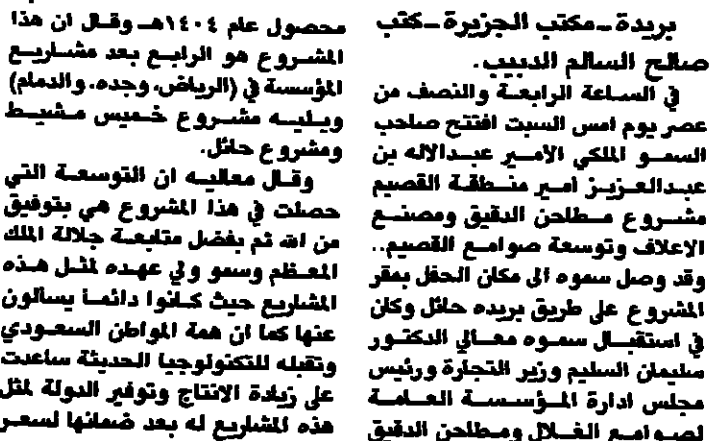 بريدة ـ مكتب الجزيرة ـ كتب
صالح السالم الدبيب.
في الساعة الرابعة والنصف من
عصر يوم امس السبت افتتح صاحب
السمو الملكي الأمير عبدالاله بن
عبدالعزيز امير منطقة القصيم
مشروع مطاحن الدقيق ومصنع
الاعلاف وتوسعة صوامع القصيم..
وقد وصل سموه الى مكان الحفل بمقر
المشروع على طريق بريده حائل وكان
في استقبال سموه معالي الدكتور
سليمان السليم وزير التجارة ورئيس
مجلس ادارة المؤسسة العامة
لصوامع الغلال ومطاحن الدقيق
محصول عام ١٤٠٤هـ وقال ان هذا
المشروع هو الرابع بعد مشاريع
المؤسسة في (الرياض، وجده، والدمام)
ويليه مشروع خميس مشيط
ومشروع حائل.
وقال معاليه ان التوسعة التي
حصلت في هذا المشروع هي بتوفيق
من الله ثم بفضل متابعة جلالة الملك
المعظم وسمو ولي عهده لمثل هذه
المشاريع حيث كانوا دائما يسألون
عنها كما ان همة المواطن السعودي
وتقبله للتكنولوجيا الحديثة ساعدت
على زيادة الانتاج وتوفير الدولة لمثل
هذه المشاريع له بعد ضمانها لسعر